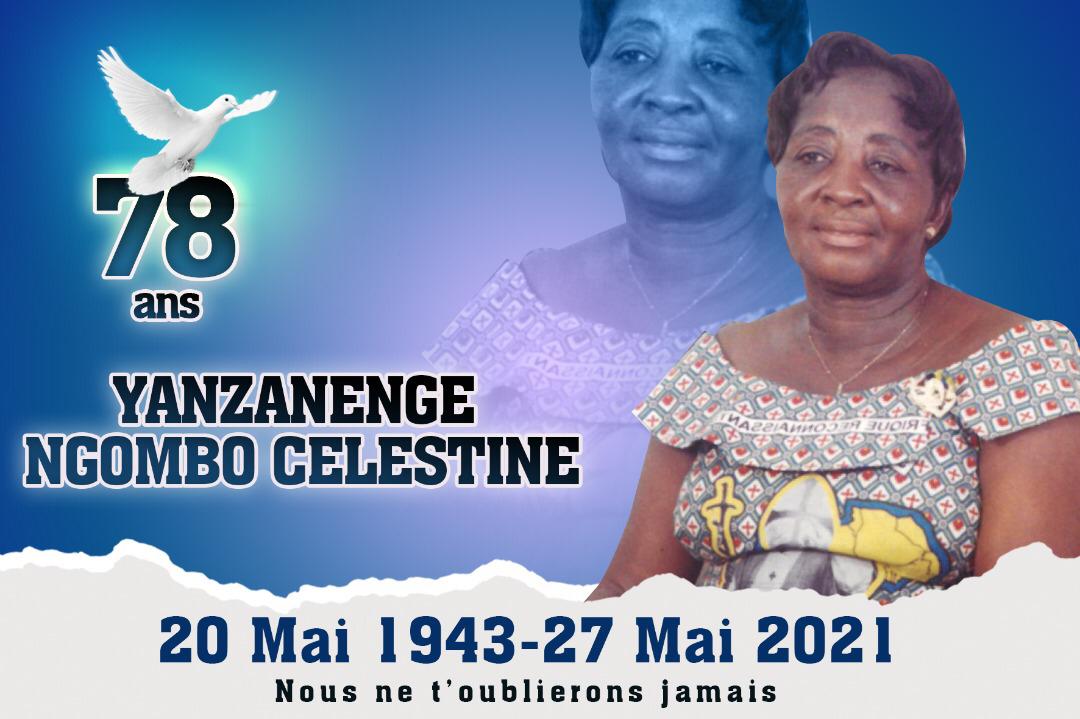 78
ans
YANZANENGE
NGOMBO CELESTINE
20 Mai 1943-27 Mai 2021
Nous ne t'oublierons jamais